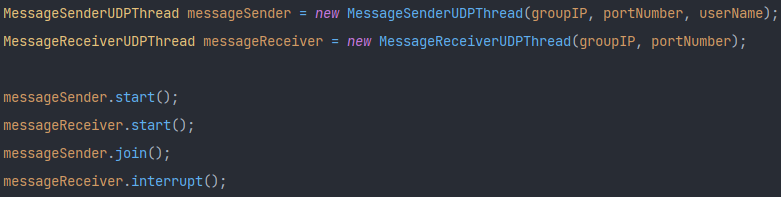 MessageSenderUDPThread messageSender = new MessageSenderUDPThread(groupIP, portNumber, userName);
MessageReceiverUDPThread messageReceiver = new MessageReceiverUDPThread(groupIP, portNumber);
messageSender.start();
messageReceiver.start();
messageSender.join();
messageReceiver.interrupt();